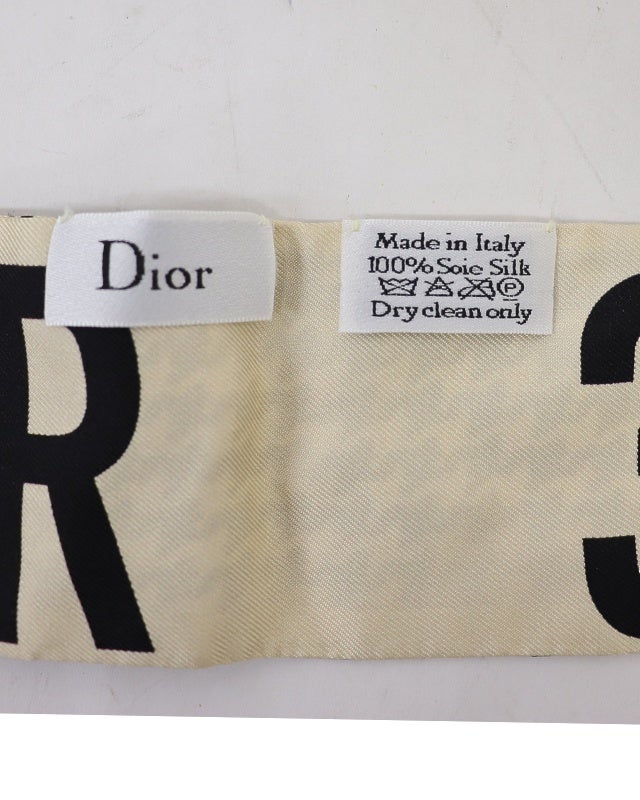 Dior
Made in Italy
100% Soie Silk
Dry clean only
R 3